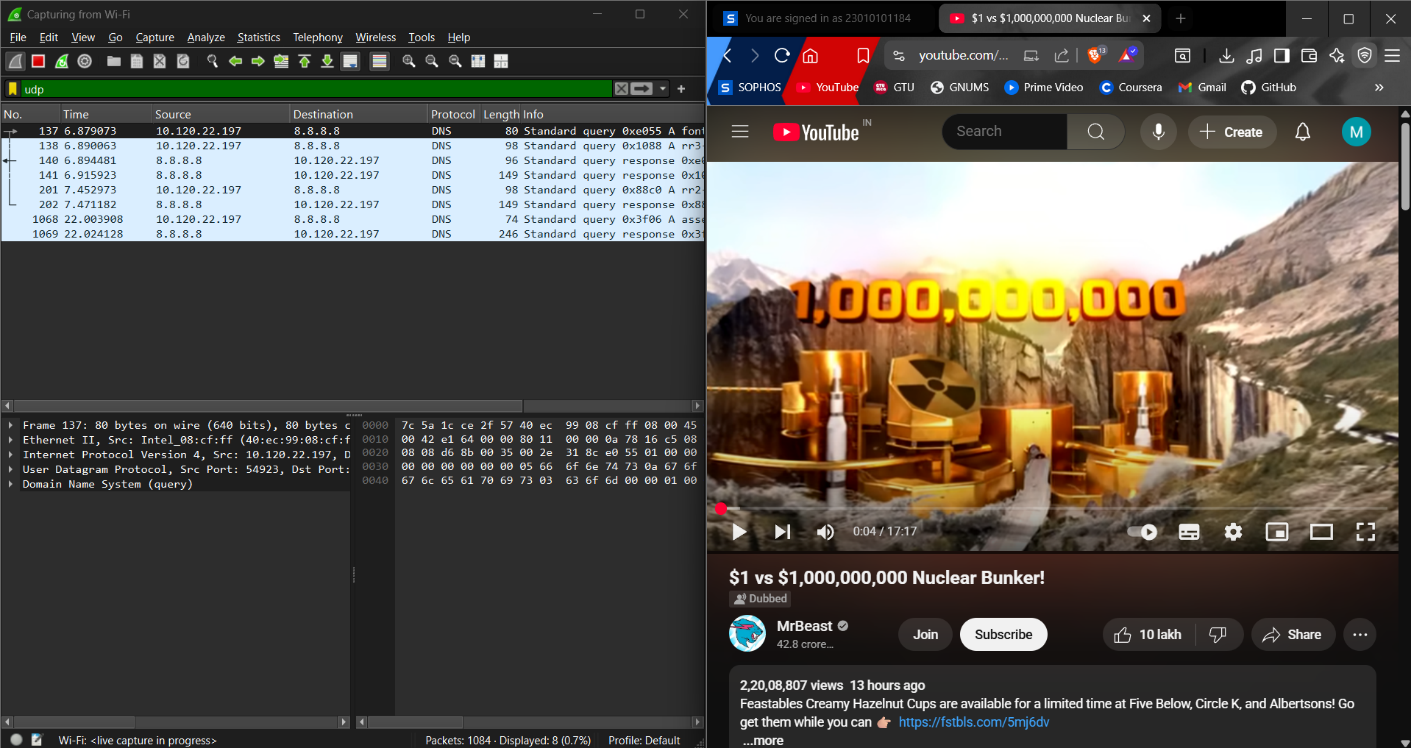 Capturing from Wi-Fi
File Edit View Go Capture Analyze Statistics Telephony Wireless Tools Help
udp
No. Time Source Destination Protocol Length Info
137 6.879073 10.120.22.197 8.8.8.8 DNS 80 Standard query 0xe055 A font
138 6.890063 10.120.22.197 8.8.8.8 DNS 98 Standard query 0x1088 A rr3-
140 6.894481 8.8.8.8 10.120.22.197 DNS 96 Standard query response 0xe0
141 6.915923 8.8.8.8 10.120.22.197 DNS 149 Standard query response 0x10
201 7.452973 10.120.22.197 8.8.8.8 DNS 98 Standard query 0x88c0 A rr2-
202 7.471182 8.8.8.8 10.120.22.197 DNS 149 Standard query response 0x88
1068 22.003908 10.120.22.197 8.8.8.8 DNS 74 Standard query 0x3f06 A asse
1069 22.024128 8.8.8.8 10.120.22.197 DNS 246 Standard query response 0x3f
Frame 137: 80 bytes on wire (640 bits), 80 bytes c
Ethernet II, Src: Intel_08:cf:ff (40:ec:99:08:cf:f
Internet Protocol Version 4, Src: 10.120.22.197, D
User Datagram Protocol, Src Port: 54923, Dst Port:
Domain Name System (query)
0000 7c 5a 1c ce 2f 57 40 ec 99 08 cf ff 08 00 45
0010 00 42 e1 64 00 00 80 11 00 00 0a 78 16 c5 08
0020 08 08 d6 8b 00 35 00 2e 31 8c e0 55 01 00 00
0030 00 00 00 00 00 00 05 66 6f 6e 74 73 0a 67 6f
0040 67 6c 65 61 70 69 73 03 63 6f 6d 00 00 01 00
Wi-Fi: <live capture in progress>
Packets: 1084 · Displayed: 8 (0.7%)
Profile: Default
You are signed in as 23010101184
$1 vs $1,000,000,000 Nuclear Bu
youtube.com/...
13
SOPHOS YouTube GTU GNUMS Prime Video Coursera Gmail GitHub »
YouTube IN
Search
Create
M
1,000,000,000
0:04 / 17:17
$1 vs $1,000,000,000 Nuclear Bunker!
Dubbed
MrBeast
42.8 crore...
Join
Subscribe
10 lakh
Share
2,20,08,807 views 13 hours ago
Feastables Creamy Hazelnut Cups are available for a limited time at Five Below, Circle K, and Albertsons! Go
get them while you can 👉🏼 https://fstbls.com/5mj6dv
...more